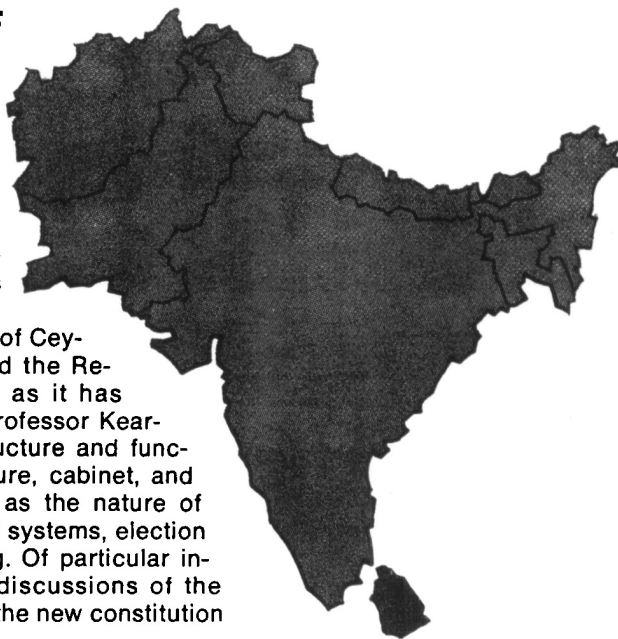 of Cey-
d the Re-
as it has
rofessor Kear-
ucture and func-
ure, cabinet, and
as the nature of
systems, election
g. Of particular in-
discussions of the
the new constitution